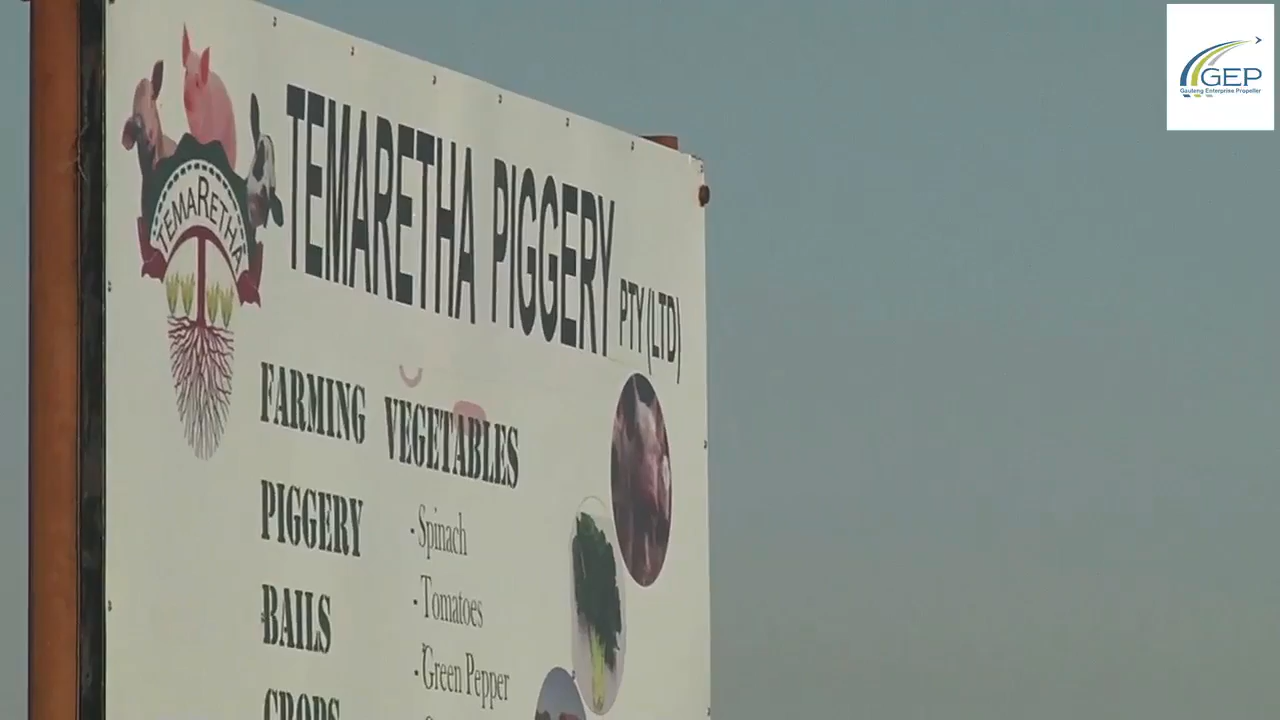 GEP
Gauteng Enterprise Propeller
TEMARETHA PIGGERY PTY(LTD)
TEMARETHA
FARMING VEGETABLES
PIGGERY
- Spinach
BAILS
- Tomatoes
- Green Pepper
CROPS